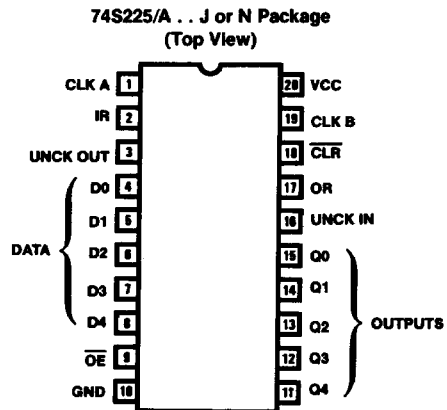 74S225/A . . J or N Package
(Top View)
CLK A 1 20 VCC
IR 2 19 CLK B
UNCK OUT 3 18 CLR
D0 4 17 OR
D1 5 16 UNCK IN
DATA D2 6 15 Q0
D3 7 14 Q1
D4 8 13 Q2 OUTPUTS
OE 9 12 Q3
GND 10 11 Q4